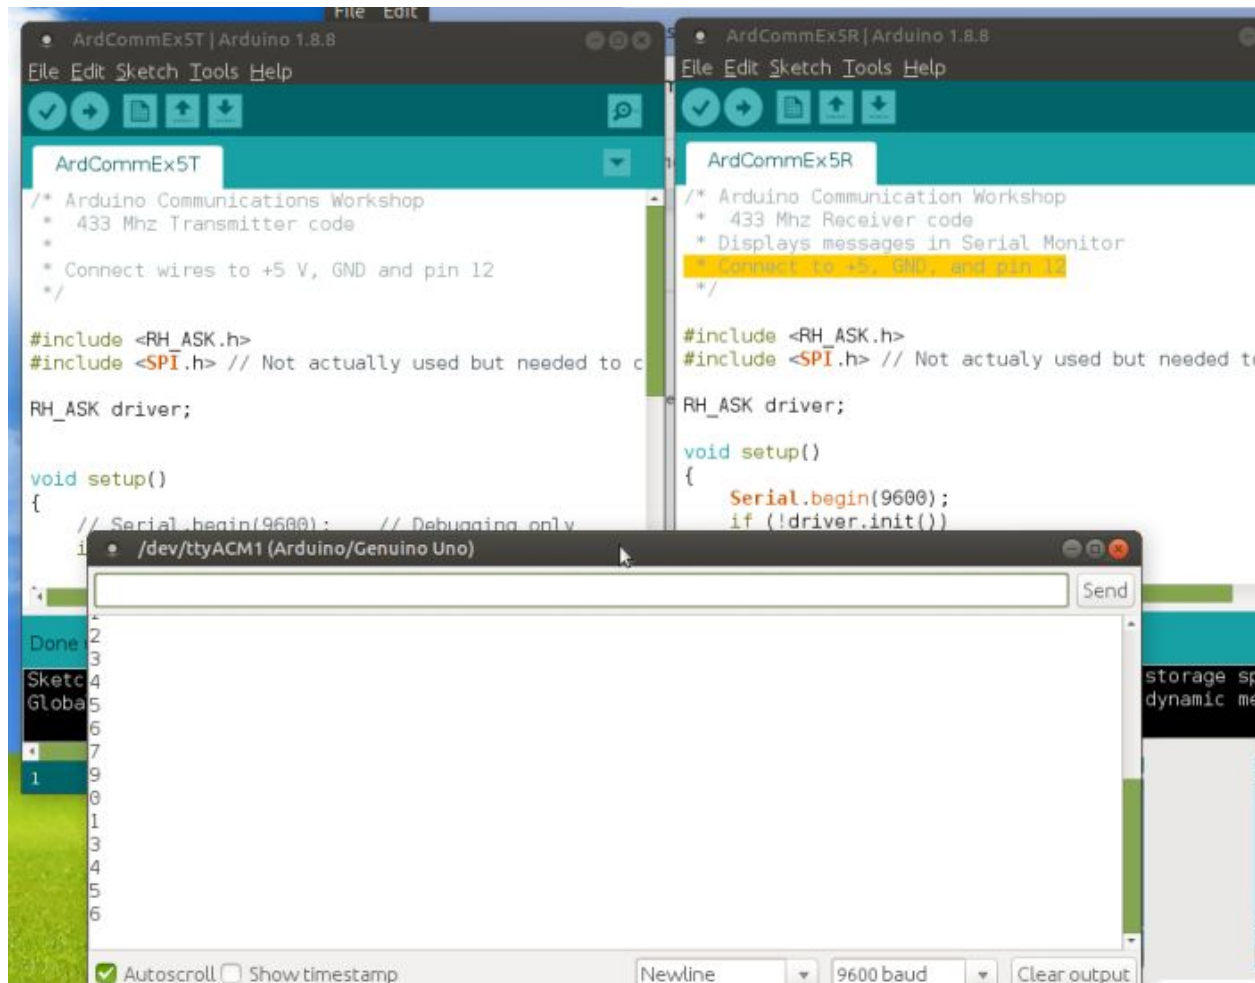 File Edit
ArdCommEx5T | Arduino 1.8.8
File Edit Sketch Tools Help
ArdCommEx5T
/* Arduino Communications Workshop
 *  433 Mhz Transmitter code
 *
 * Connect wires to +5 V, GND and pin 12
 */
#include <RH_ASK.h>
#include <SPI.h> // Not actually used but needed to c
RH_ASK driver;
void setup()
{
// Serial.begin(9600);    // Debugging only
i
Done
Sketc
Globa
1
ArdCommEx5R | Arduino 1.8.8
File Edit Sketch Tools Help
ArdCommEx5R
/* Arduino Communication Workshop
 *  433 Mhz Receiver code
 * Displays messages in Serial Monitor
 * Connect to +5, GND, and pin 12
 */
#include <RH_ASK.h>
#include <SPI.h> // Not actualy used but needed to
RH_ASK driver;
void setup()
{
Serial.begin(9600);
if (!driver.init())
storage sp
dynamic me
/dev/ttyACM1 (Arduino/Genuino Uno)
Send
2
3
4
5
6
7
9
0
1
3
4
5
6
Autoscroll Show timestamp Newline 9600 baud Clear output